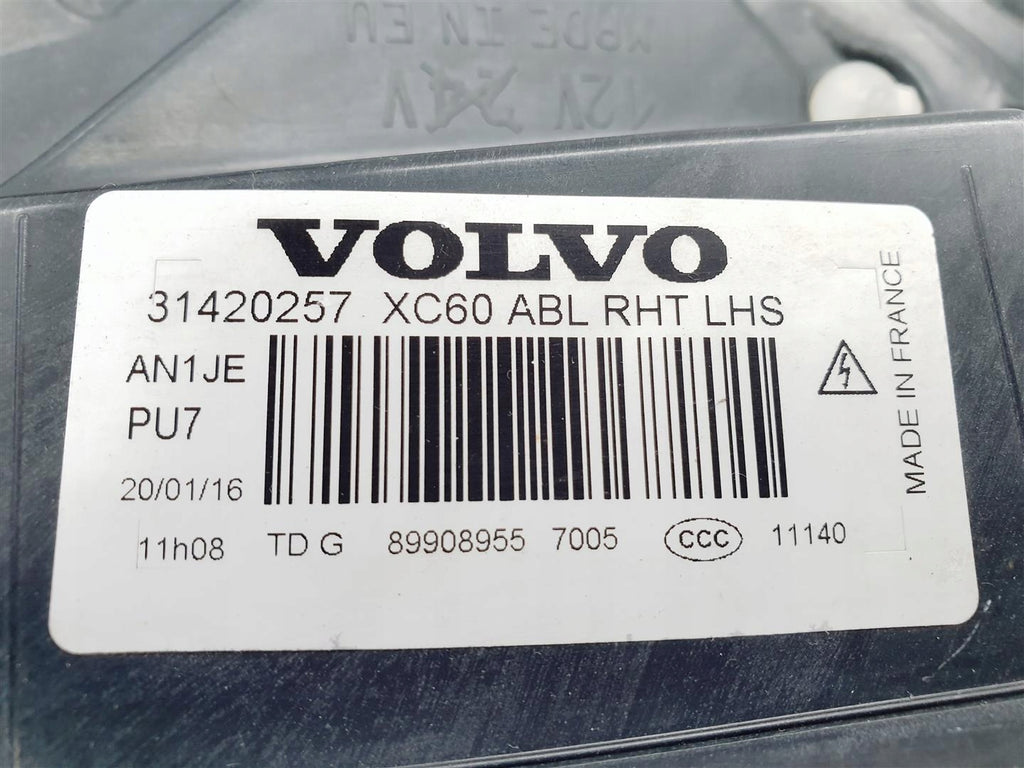 MADE IN EU
12V 24V
VOLVO
31420257 XC60 ABL RHT LHS
AN1JE
PU7
20/01/16
11h08 TD G 89908955 7005 CCC 11140
MADE IN FRANCE